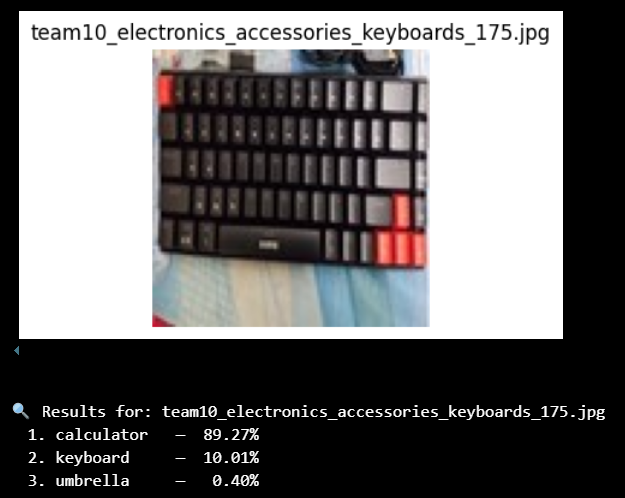 team10_electronics_accessories_keyboards_175.jpg
🔍 Results for: team10_electronics_accessories_keyboards_175.jpg
1. calculator – 89.27%
2. keyboard – 10.01%
3. umbrella – 0.40%